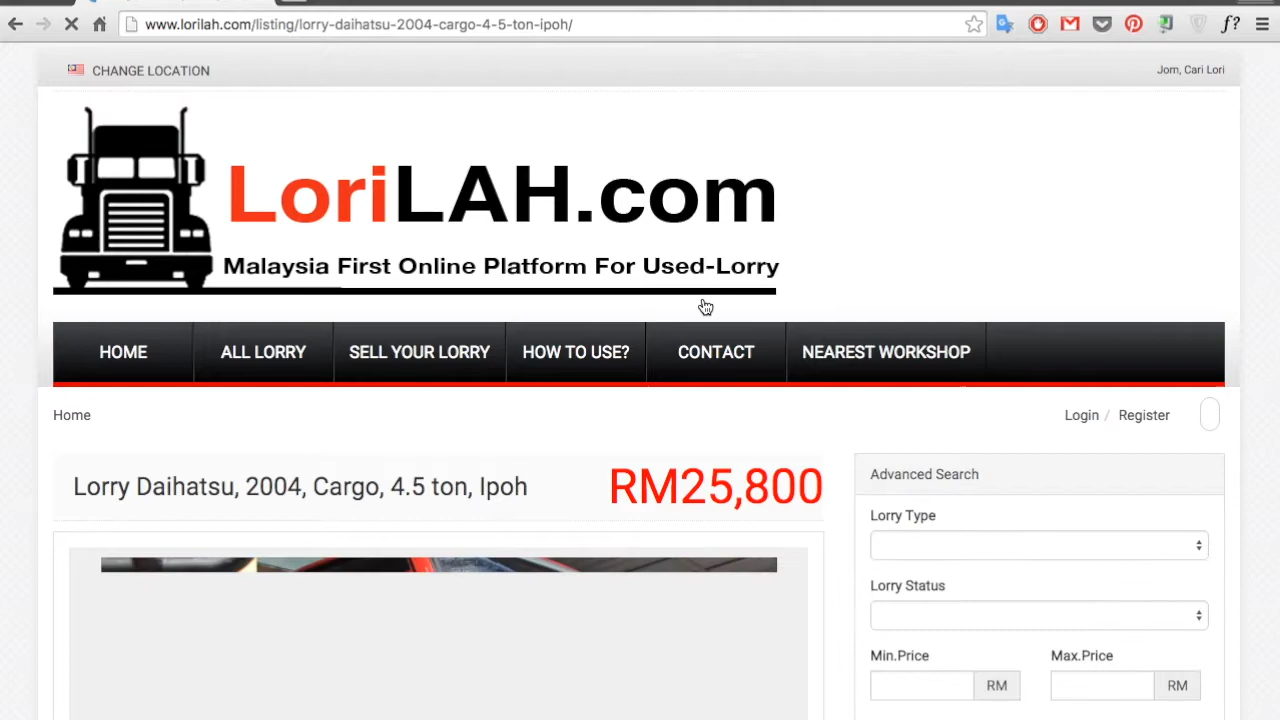 www.lorilah.com/listing/lorry-daihatsu-2004-cargo-4-5-ton-ipoh/
f?
CHANGE LOCATION
Jom, Cari Lori
LoriLAH.com
Malaysia First Online Platform For Used-Lorry
HOME
ALL LORRY
SELL YOUR LORRY
HOW TO USE?
CONTACT
NEAREST WORKSHOP
Home
Login / Register
Lorry Daihatsu, 2004, Cargo, 4.5 ton, Ipoh
RM25,800
Advanced Search
Lorry Type
Lorry Status
Min.Price
Max.Price
RM
RM